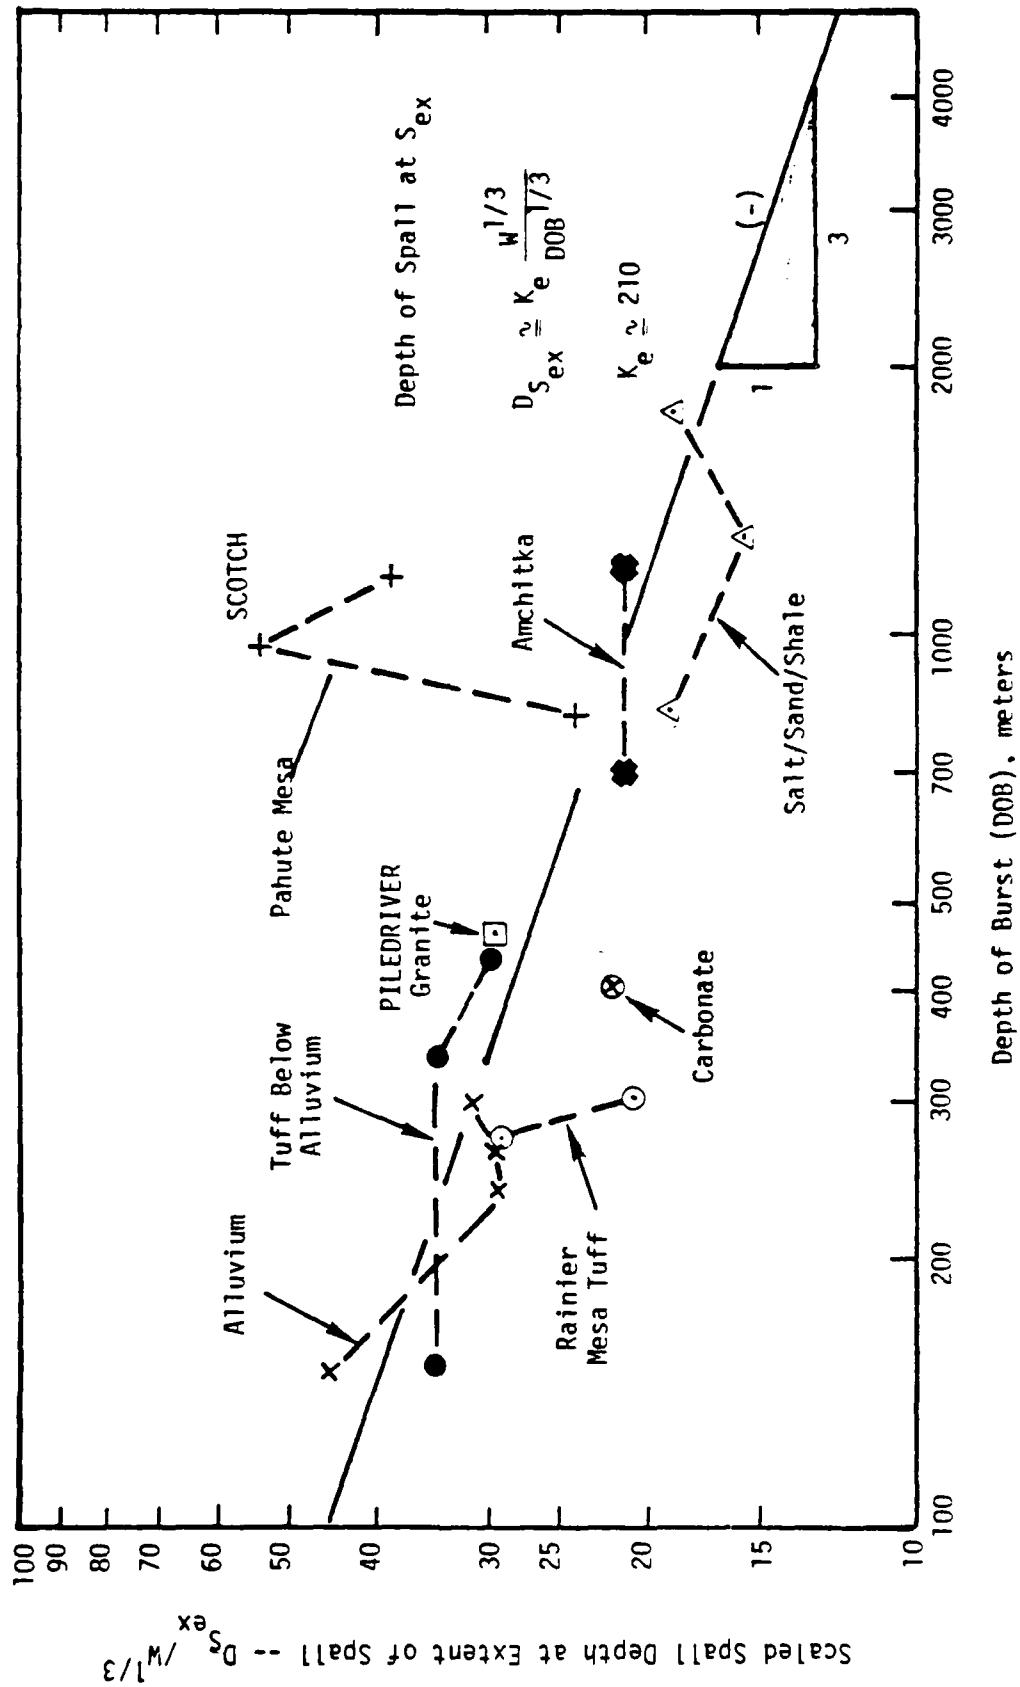 Scaled Spall Depth at Extent of Spall -- D_Sex/W^1/3
100
90
80
70
60
50
40
30
25
20
15
10
100
200
300
400
500
700
1000
2000
3000
4000
Depth of Burst (DOB), meters
Depth of Spall at S_ex
D_Sex ≅ K_e W^1/3 / DOB^1/3
K_e ≅ 210
SCOTCH
Pahute Mesa
PILEDRIVER
Granite
Tuff Below
Alluvium
Alluvium
Amchitka
Rainier
Mesa Tuff
Carbonate
Salt/Sand/Shale
(-)
1
3